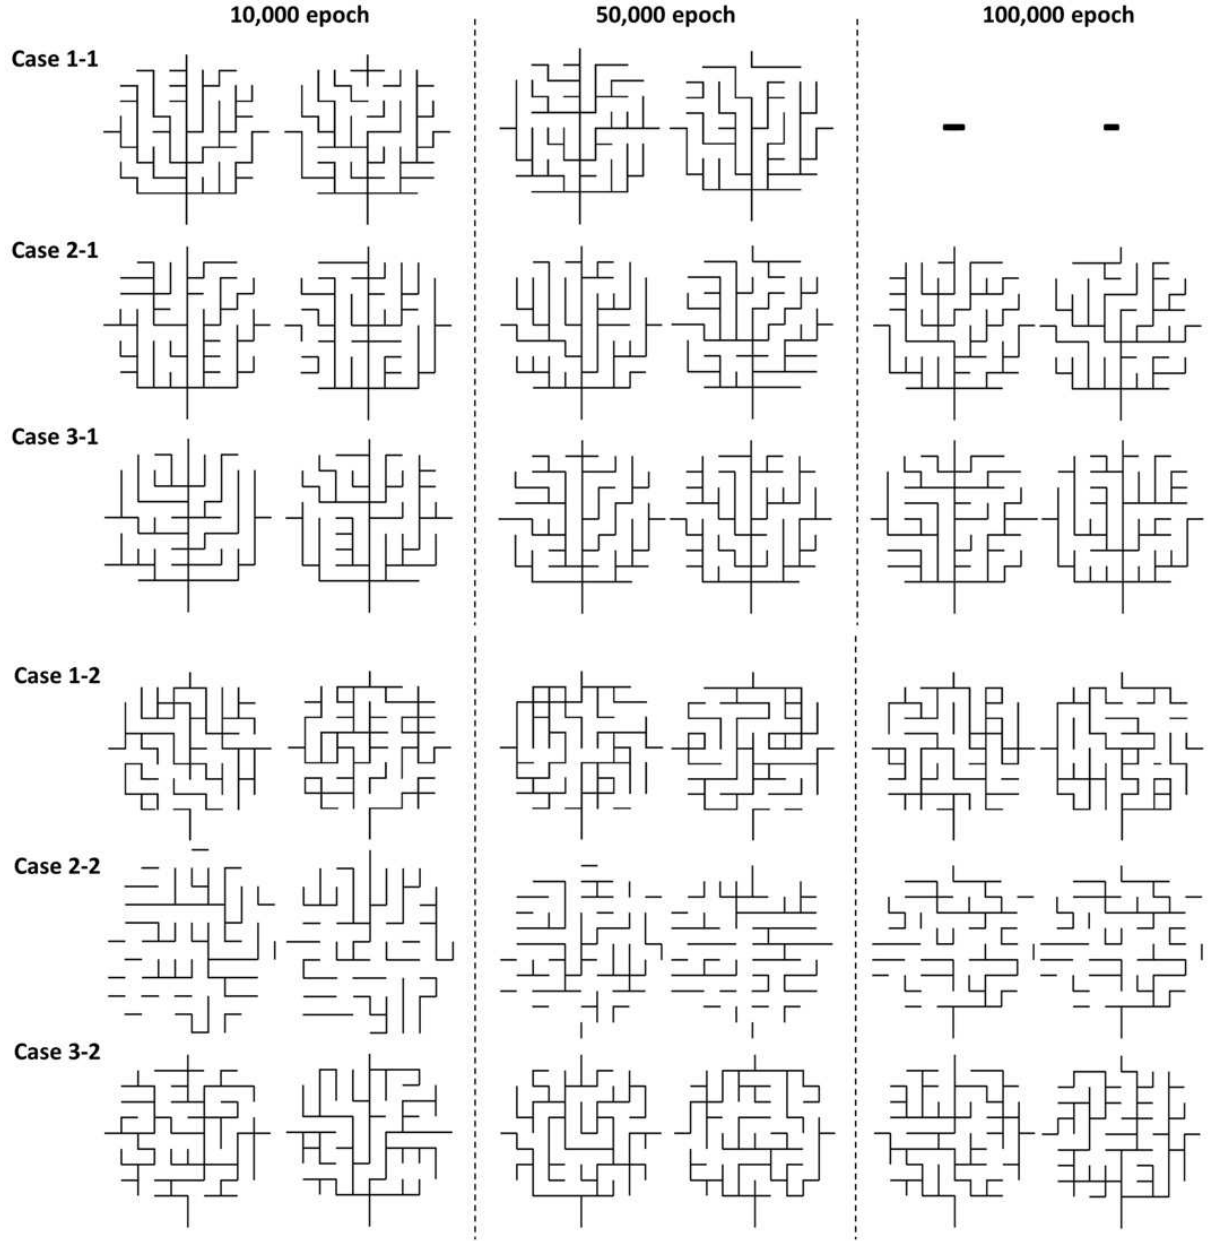 10,000 epoch 50,000 epoch 100,000 epoch
Case 1-1
Case 2-1
Case 3-1
Case 1-2
Case 2-2
Case 3-2